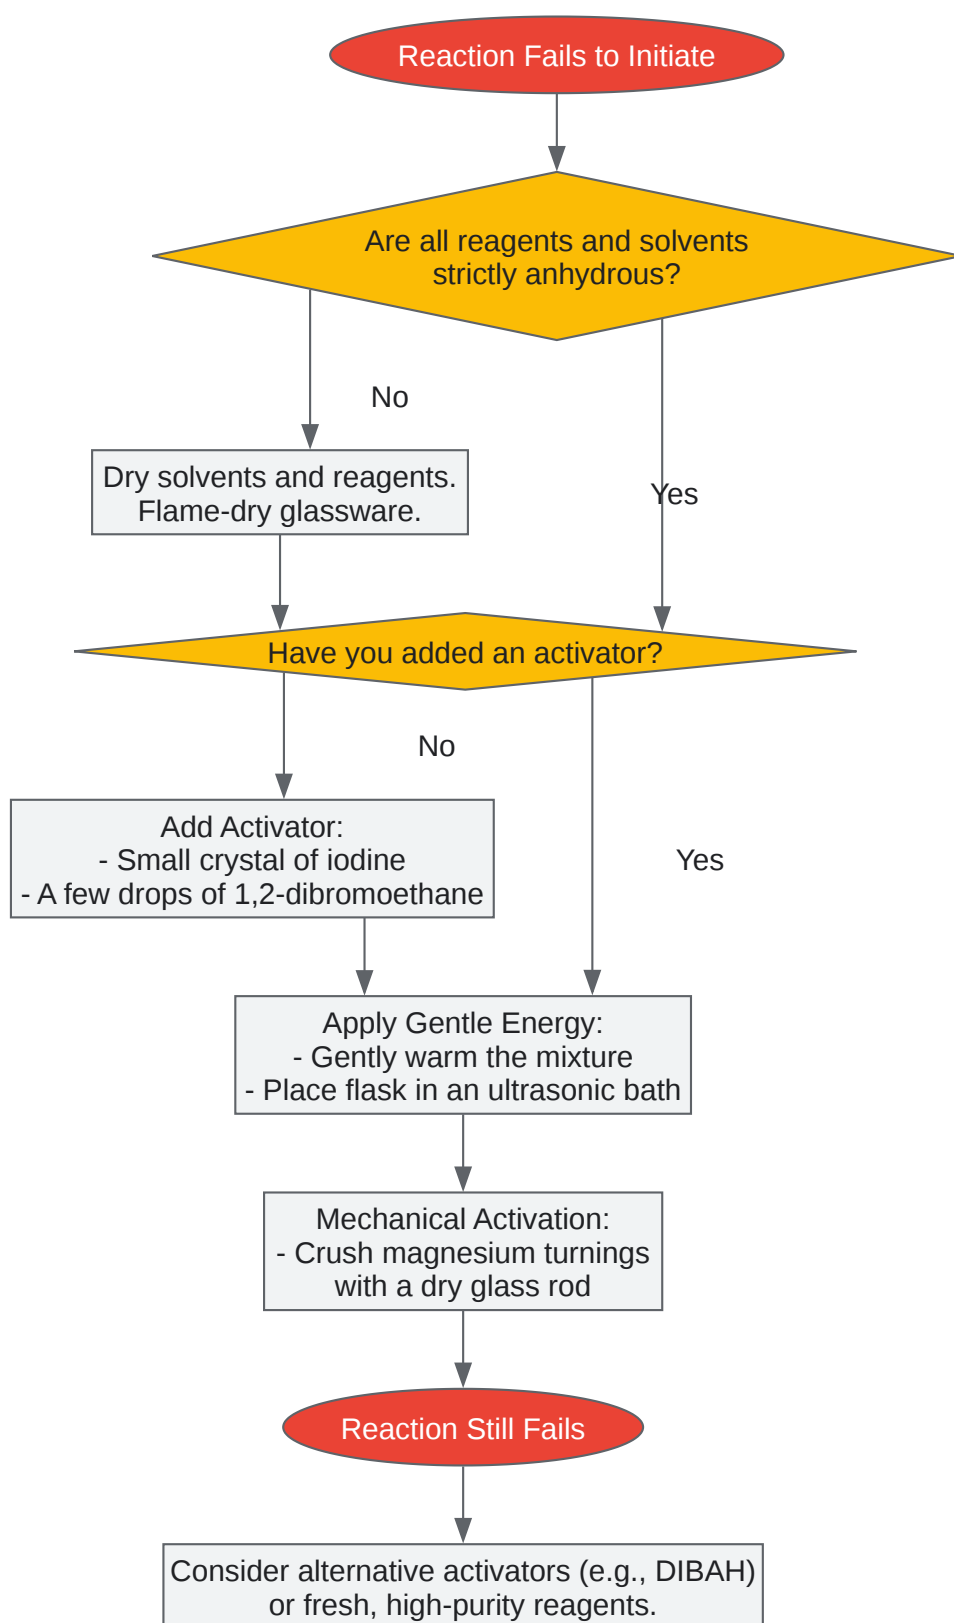 Reaction Fails to Initiate
Are all reagents and solvents
strictly anhydrous?
No
Dry solvents and reagents.
Flame-dry glassware.
Yes
Have you added an activator?
No
Add Activator:
- Small crystal of iodine
- A few drops of 1,2-dibromoethane
Yes
Apply Gentle Energy:
- Gently warm the mixture
- Place flask in an ultrasonic bath
Mechanical Activation:
- Crush magnesium turnings
with a dry glass rod
Reaction Still Fails
Consider alternative activators (e.g., DIBAH)
or fresh, high-purity reagents.